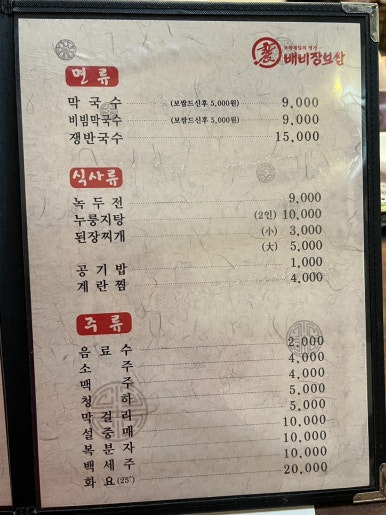 배비장보쌈
면 류
막 국 수 (보쌈드신후 5,000원) 9,000
비빔막국수 (보쌈드신후 5,000원) 9,000
쟁반국수 15,000
식사류
녹 두 전 9,000
누룽지탕 (2인) 10,000
된장찌개 (小) 3,000
(大) 5,000
공 기 밥 1,000
계 란 찜 4,000
주 류
음 료 수 2,000
소 주 4,000
맥 주 4,000
청 하 5,000
막 걸 리 5,000
설 중 매 10,000
복 분 자 10,000
백 세 주 10,000
화 요 (25˚) 20,000